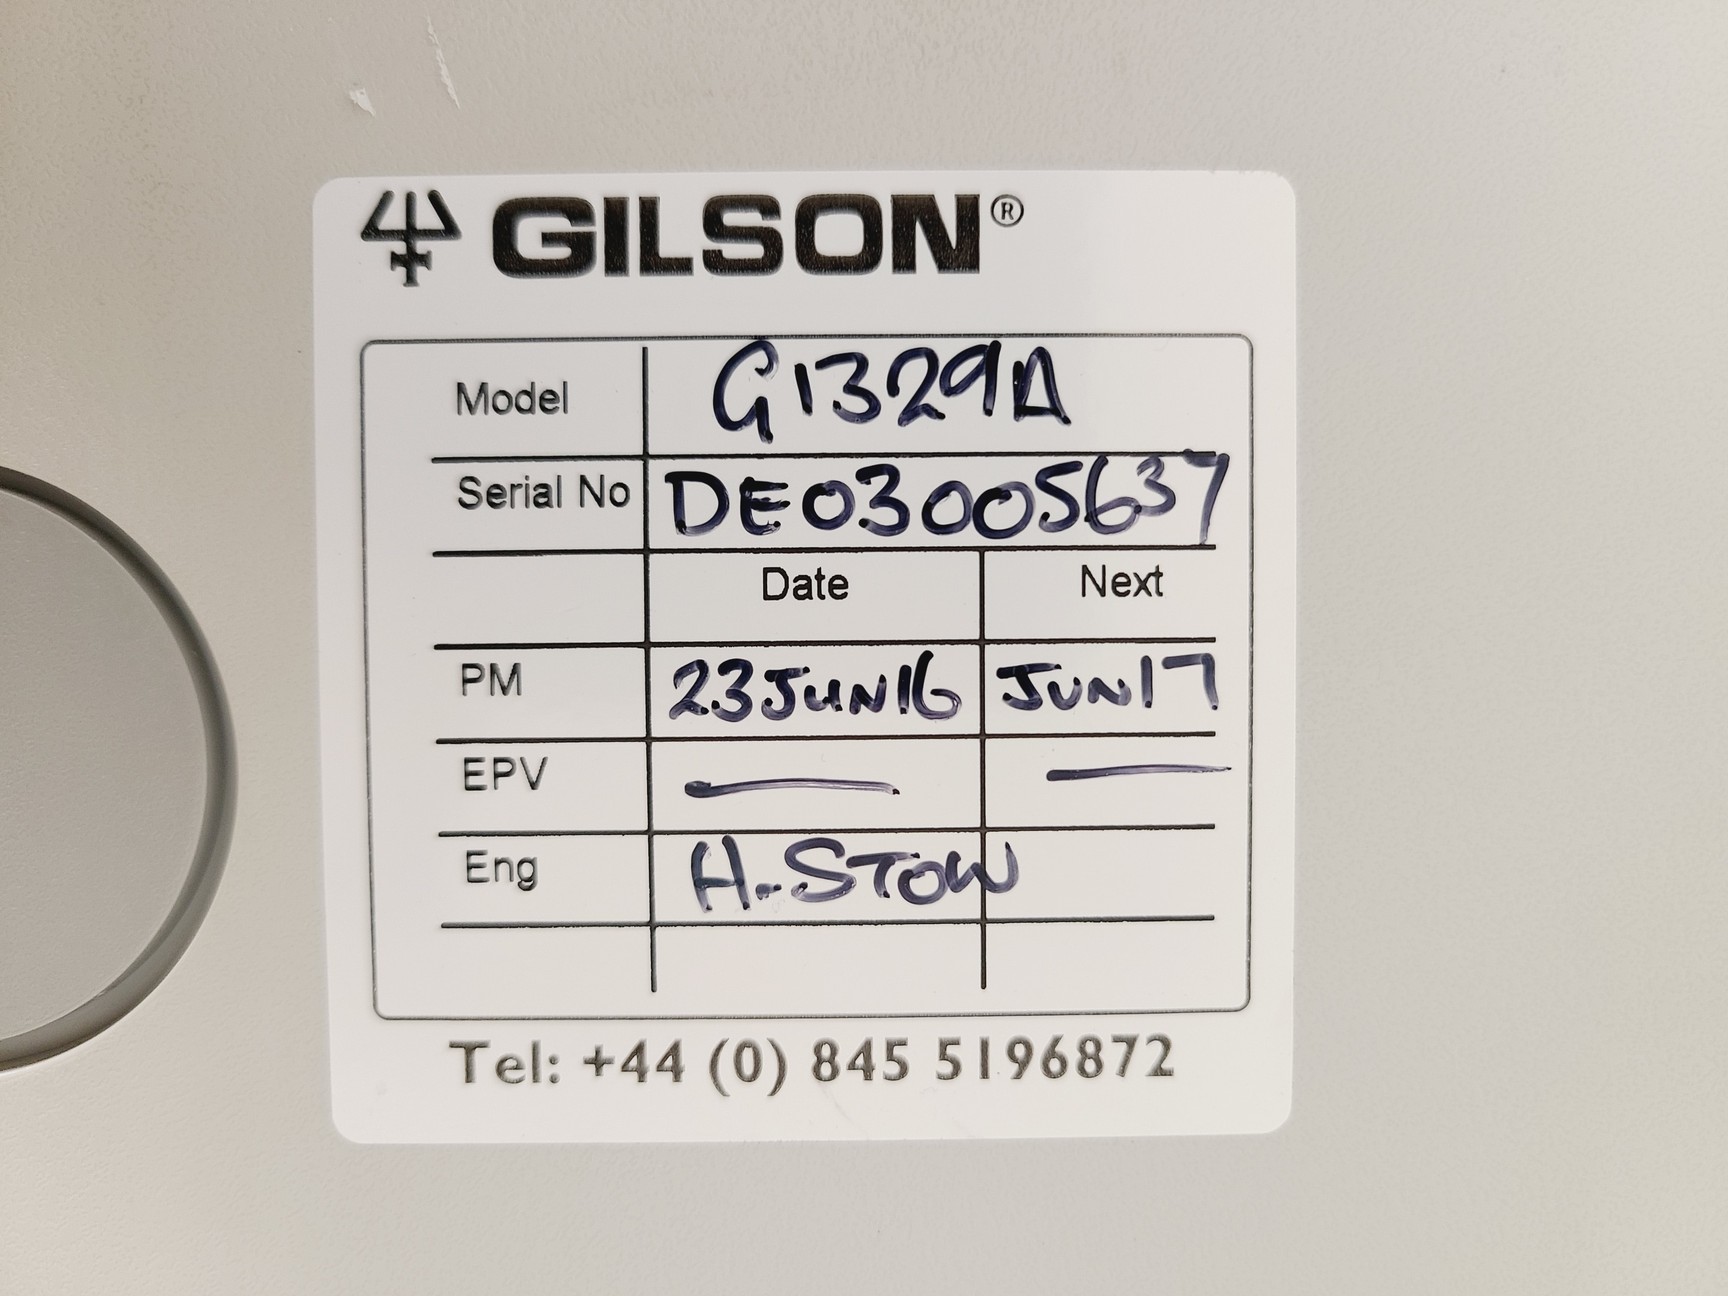 GILSON®
Model G1329A
Serial No DE03005637
Date Next
PM 23JUN16 JUN17
EPV — —
Eng H.STOW
Tel: +44 (0) 845 5196872